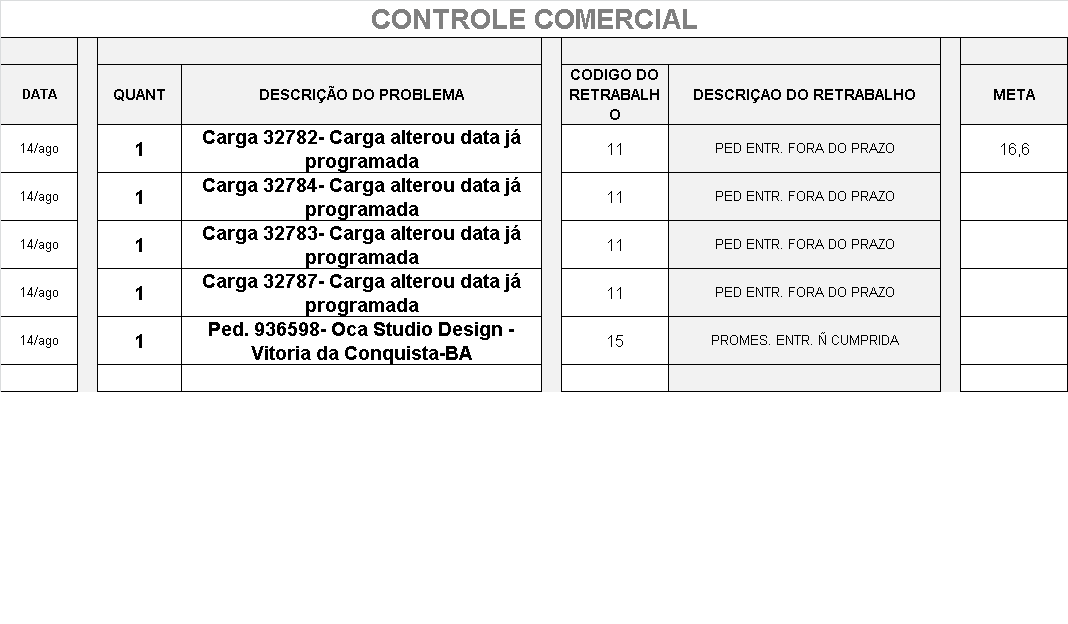 CONTROLE COMERCIAL
DATA QUANT DESCRIÇÃO DO PROBLEMA CODIGO DO RETRABALH O DESCRIÇAO DO RETRABALHO META
14/ago 1 Carga 32782- Carga alterou data já programada 11 PED ENTR. FORA DO PRAZO 16,6
14/ago 1 Carga 32784- Carga alterou data já programada 11 PED ENTR. FORA DO PRAZO
14/ago 1 Carga 32783- Carga alterou data já programada 11 PED ENTR. FORA DO PRAZO
14/ago 1 Carga 32787- Carga alterou data já programada 11 PED ENTR. FORA DO PRAZO
14/ago 1 Ped. 936598- Oca Studio Design - Vitoria da Conquista-BA 15 PROMES. ENTR. Ñ CUMPRIDA